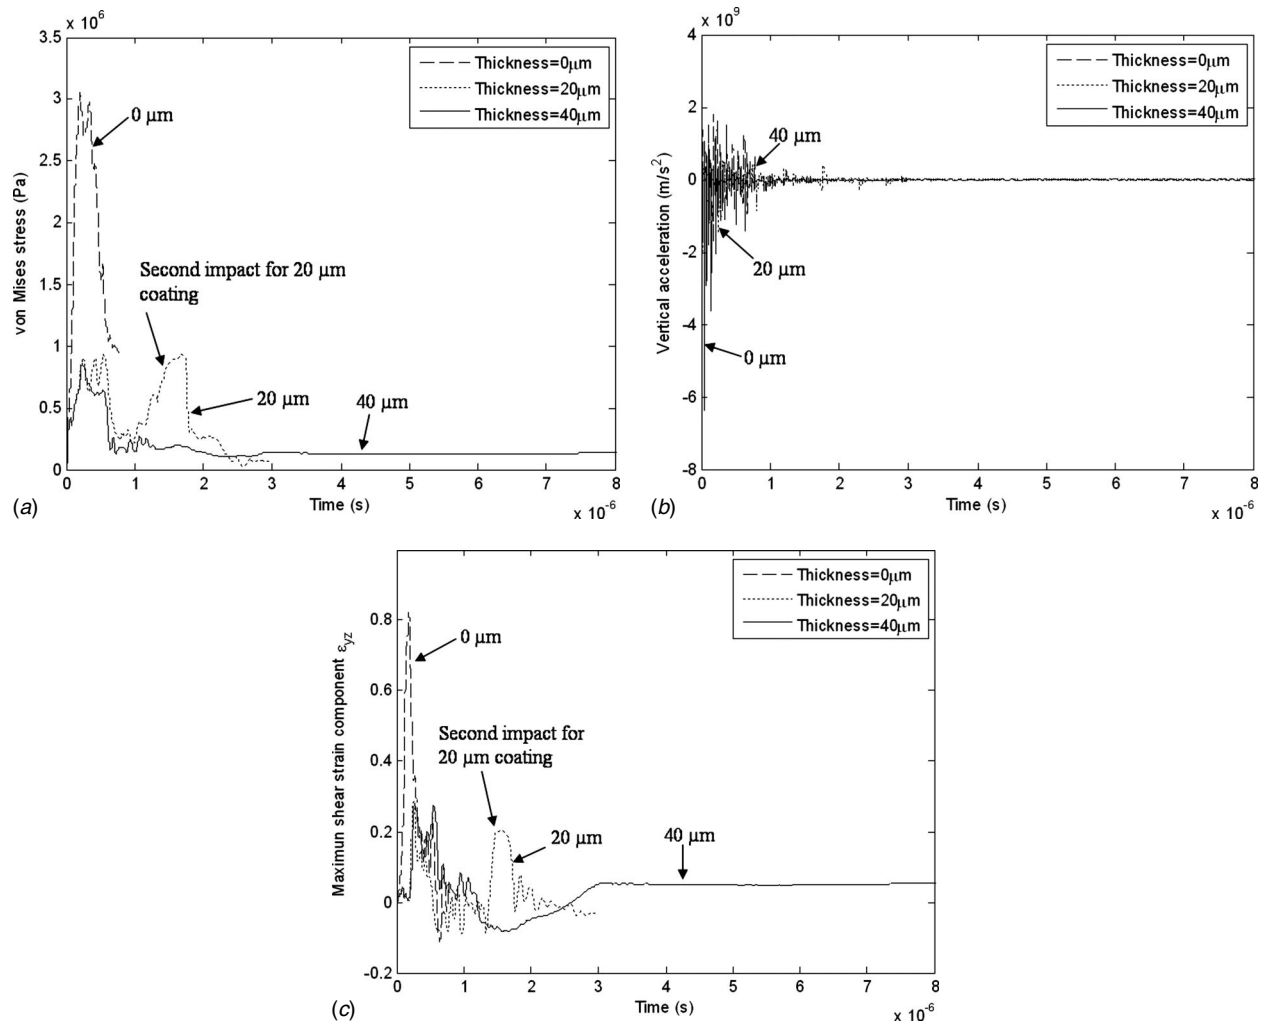 x 10^6
3.5
3
2.5
2
1.5
1
0.5
0
von Mises stress (Pa)
Thickness=0μm
Thickness=20μm
Thickness=40μm
0 μm
Second impact for 20 μm
coating
20 μm
40 μm
0 1 2 3 4 5 6 7 8
Time (s)
x 10^-6
(a)
x 10^9
4
2
0
-2
-4
-6
-8
Vertical acceleration (m/s^2)
Thickness=0μm
Thickness=20μm
Thickness=40μm
40 μm
20 μm
0 μm
0 1 2 3 4 5 6 7 8
Time (s)
x 10^-6
(b)
0.8
0.6
0.4
0.2
0
-0.2
Maximun shear strain component ε_yz
Thickness=0μm
Thickness=20μm
Thickness=40μm
0 μm
Second impact for
20 μm coating
20 μm
40 μm
0 1 2 3 4 5 6 7 8
Time (s)
x 10^-6
(c)